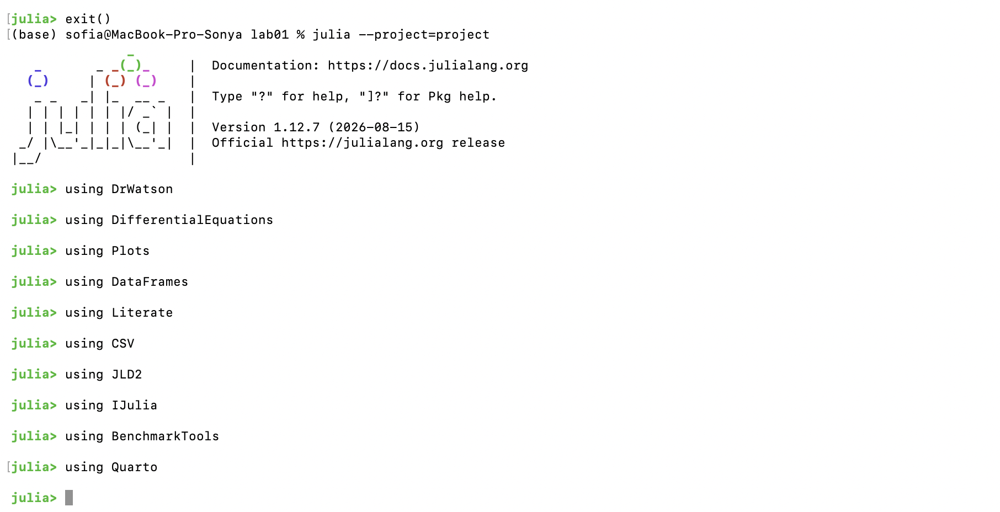 julia> exit()
(base) sofia@MacBook-Pro-Sonya lab01 % julia --project=project
               _
   _       _ _(_)_     |  Documentation: https://docs.julialang.org
  (_)     | (_) (_)    |
   _ _   _| |_  __ _   |  Type "?" for help, "]?" for Pkg help.
  | | | | | | |/ _` |  |
  | | |_| | | | (_| |  |  Version 1.12.7 (2026-08-15)
 _/ |\__'_|_|_|\__'_|  |  Official https://julialang.org release
|__/                   |
julia> using DrWatson
julia> using DifferentialEquations
julia> using Plots
julia> using DataFrames
julia> using Literate
julia> using CSV
julia> using JLD2
julia> using IJulia
julia> using BenchmarkTools
julia> using Quarto
julia>